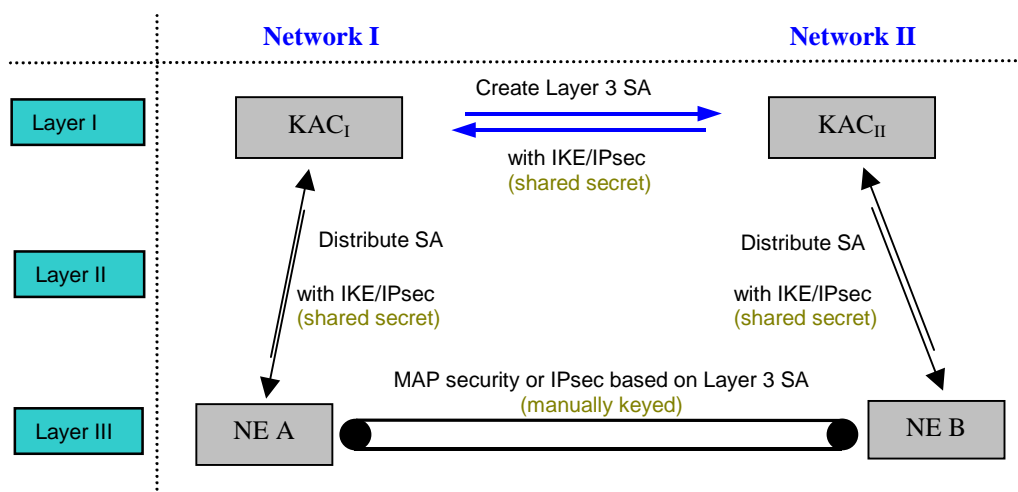 Network I
Network II
Layer I
KAC_I
Create Layer 3 SA
with IKE/IPsec
(shared secret)
KAC_II
Layer II
Distribute SA
with IKE/IPsec
(shared secret)
Distribute SA
with IKE/IPsec
(shared secret)
Layer III
NE A
MAP security or IPsec based on Layer 3 SA
(manually keyed)
NE B